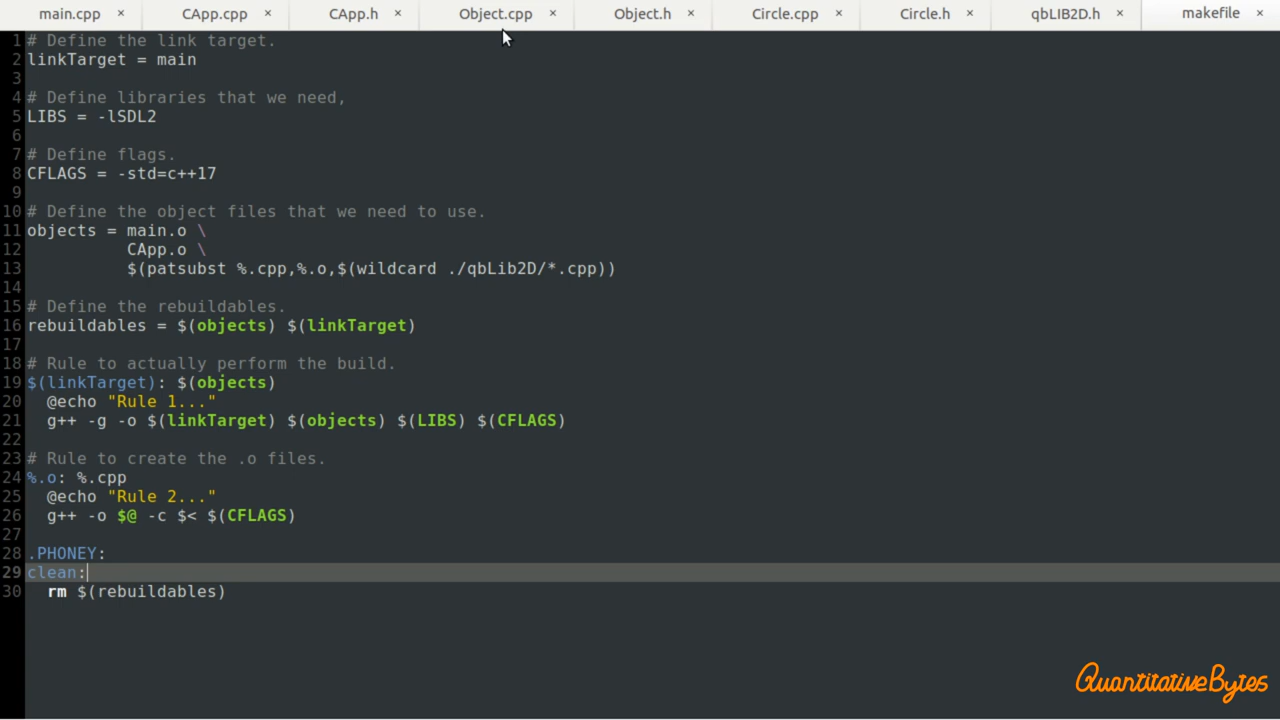 main.cpp × CApp.cpp × CApp.h × Object.cpp × Object.h × Circle.cpp × Circle.h × qbLIB2D.h × makefile ×
1 # Define the link target.
2 linkTarget = main
3
4 # Define libraries that we need,
5 LIBS = -lSDL2
6
7 # Define flags.
8 CFLAGS = -std=c++17
9
10 # Define the object files that we need to use.
11 objects = main.o \
12 CApp.o \
13 $(patsubst %.cpp,%.o,$(wildcard ./qbLib2D/*.cpp))
14
15 # Define the rebuildables.
16 rebuildables = $(objects) $(linkTarget)
17
18 # Rule to actually perform the build.
19 $(linkTarget): $(objects)
20 @echo "Rule 1..."
21 g++ -g -o $(linkTarget) $(objects) $(LIBS) $(CFLAGS)
22
23 # Rule to create the .o files.
24 %.o: %.cpp
25 @echo "Rule 2..."
26 g++ -o $@ -c $< $(CFLAGS)
27
28 .PHONEY:
29 clean:
30 rm $(rebuildables)
QuantitativeBytes